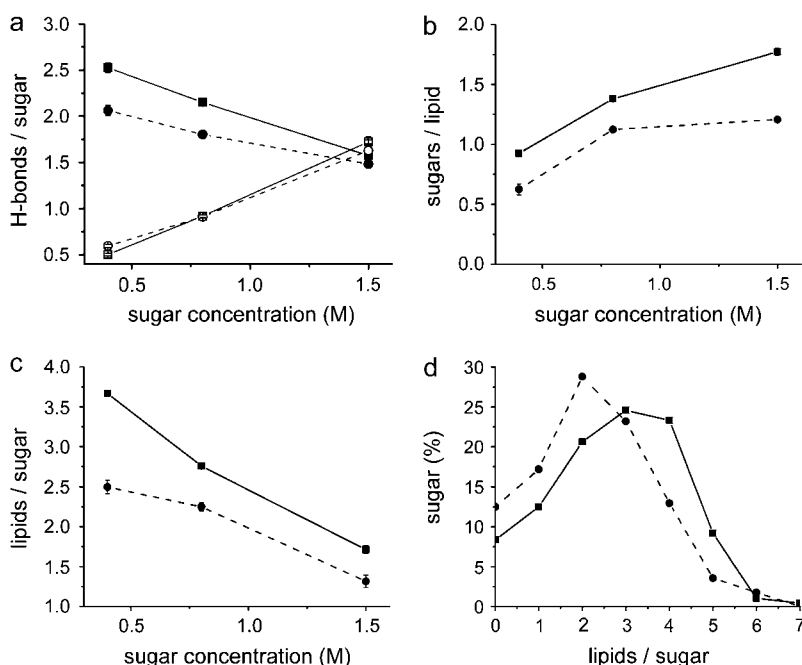 a
3.0
2.5
2.0
1.5
1.0
0.5
H-bonds / sugar
0.5 1.0 1.5
sugar concentration (M)
b
2.0
1.5
1.0
0.5
0.0
sugars / lipid
0.5 1.0 1.5
sugar concentration (M)
c
4.0
3.5
3.0
2.5
2.0
1.5
1.0
lipids / sugar
0.5 1.0 1.5
sugar concentration (M)
d
30
25
20
15
10
5
0
sugar (%)
0 1 2 3 4 5 6 7
lipids / sugar